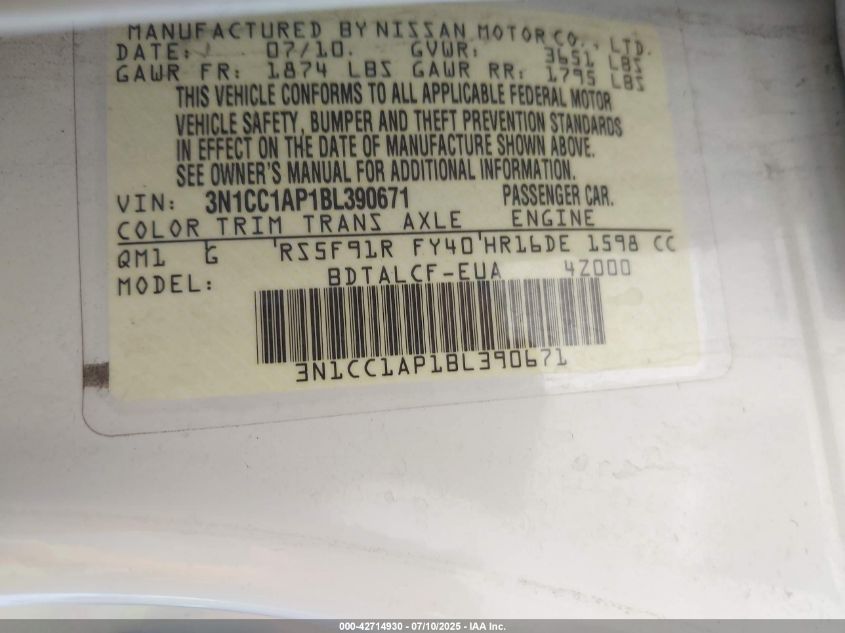 MANUFACTURED BY NISSAN MOTOR CO., LTD.
DATE: 07/10. GVWR: 3651 LBS
GAWR FR: 1874 LBS GAWR RR: 1795 LBS
THIS VEHICLE CONFORMS TO ALL APPLICABLE FEDERAL MOTOR
VEHICLE SAFETY, BUMPER AND THEFT PREVENTION STANDARDS
IN EFFECT ON THE DATE OF MANUFACTURE SHOWN ABOVE.
SEE OWNER'S MANUAL FOR ADDITIONAL INFORMATION.
VIN: 3N1CC1AP1BL390671 PASSENGER CAR.
COLOR TRIM TRANS AXLE ENGINE
QM1 G RS5F91R FY40 HR16DE 1598 CC
MODEL: BDTALCF-EUA 4Z000
3N1CC1AP1BL390671
000-42714930 - 07/10/2025 - IAA Inc.